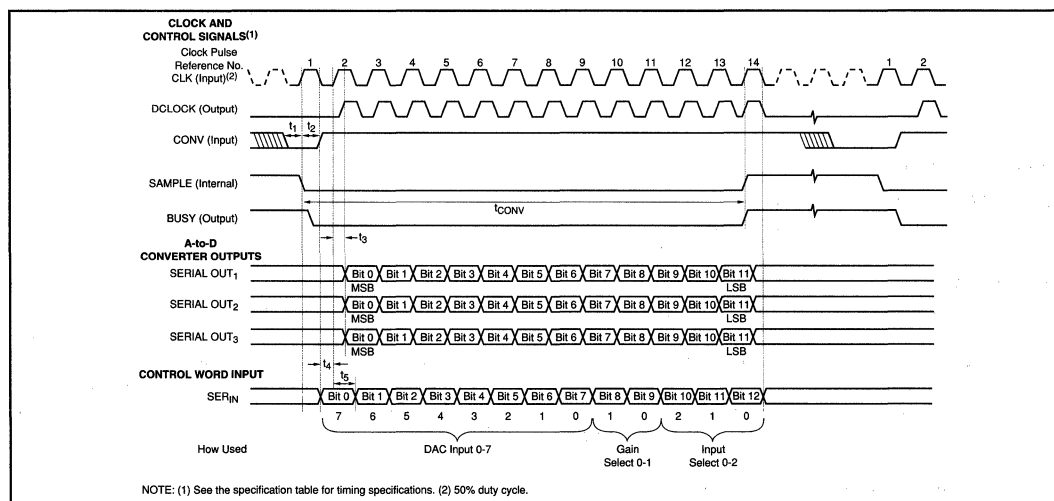 CLOCK AND
CONTROL SIGNALS(1)
Clock Pulse
Reference No. 1 2 3 4 5 6 7 8 9 10 11 12 13 14 1 2
CLK (Input)(2)
DCLOCK (Output)
t1 t2
CONV (Input)
SAMPLE (Internal)
tCONV
BUSY (Output)
t3
A-to-D
CONVERTER OUTPUTS
SERIAL OUT1 Bit 0 Bit 1 Bit 2 Bit 3 Bit 4 Bit 5 Bit 6 Bit 7 Bit 8 Bit 9 Bit 10 Bit 11
MSB LSB
SERIAL OUT2 Bit 0 Bit 1 Bit 2 Bit 3 Bit 4 Bit 5 Bit 6 Bit 7 Bit 8 Bit 9 Bit 10 Bit 11
MSB LSB
SERIAL OUT3 Bit 0 Bit 1 Bit 2 Bit 3 Bit 4 Bit 5 Bit 6 Bit 7 Bit 8 Bit 9 Bit 10 Bit 11
MSB LSB
t4
CONTROL WORD INPUT t5
SERIN Bit 0 Bit 1 Bit 2 Bit 3 Bit 4 Bit 5 Bit 6 Bit 7 Bit 8 Bit 9 Bit 10 Bit 11 Bit 12
7 6 5 4 3 2 1 0 1 0 2 1 0
How Used DAC Input 0-7 Gain Input
Select 0-1 Select 0-2
NOTE: (1) See the specification table for timing specifications. (2) 50% duty cycle.